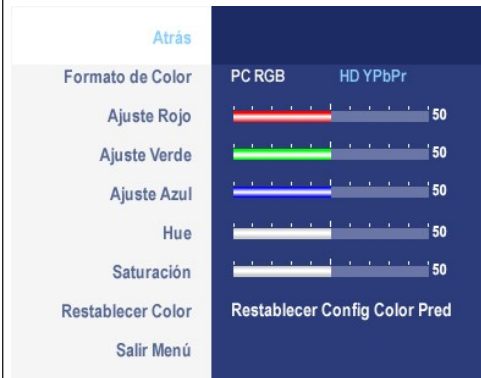 Atrás
Formato de Color PC RGB HD YPbPr
Ajuste Rojo 50
Ajuste Verde 50
Ajuste Azul 50
Hue 50
Saturación 50
Restablecer Color Restablecer Config Color Pred
Salir Menú